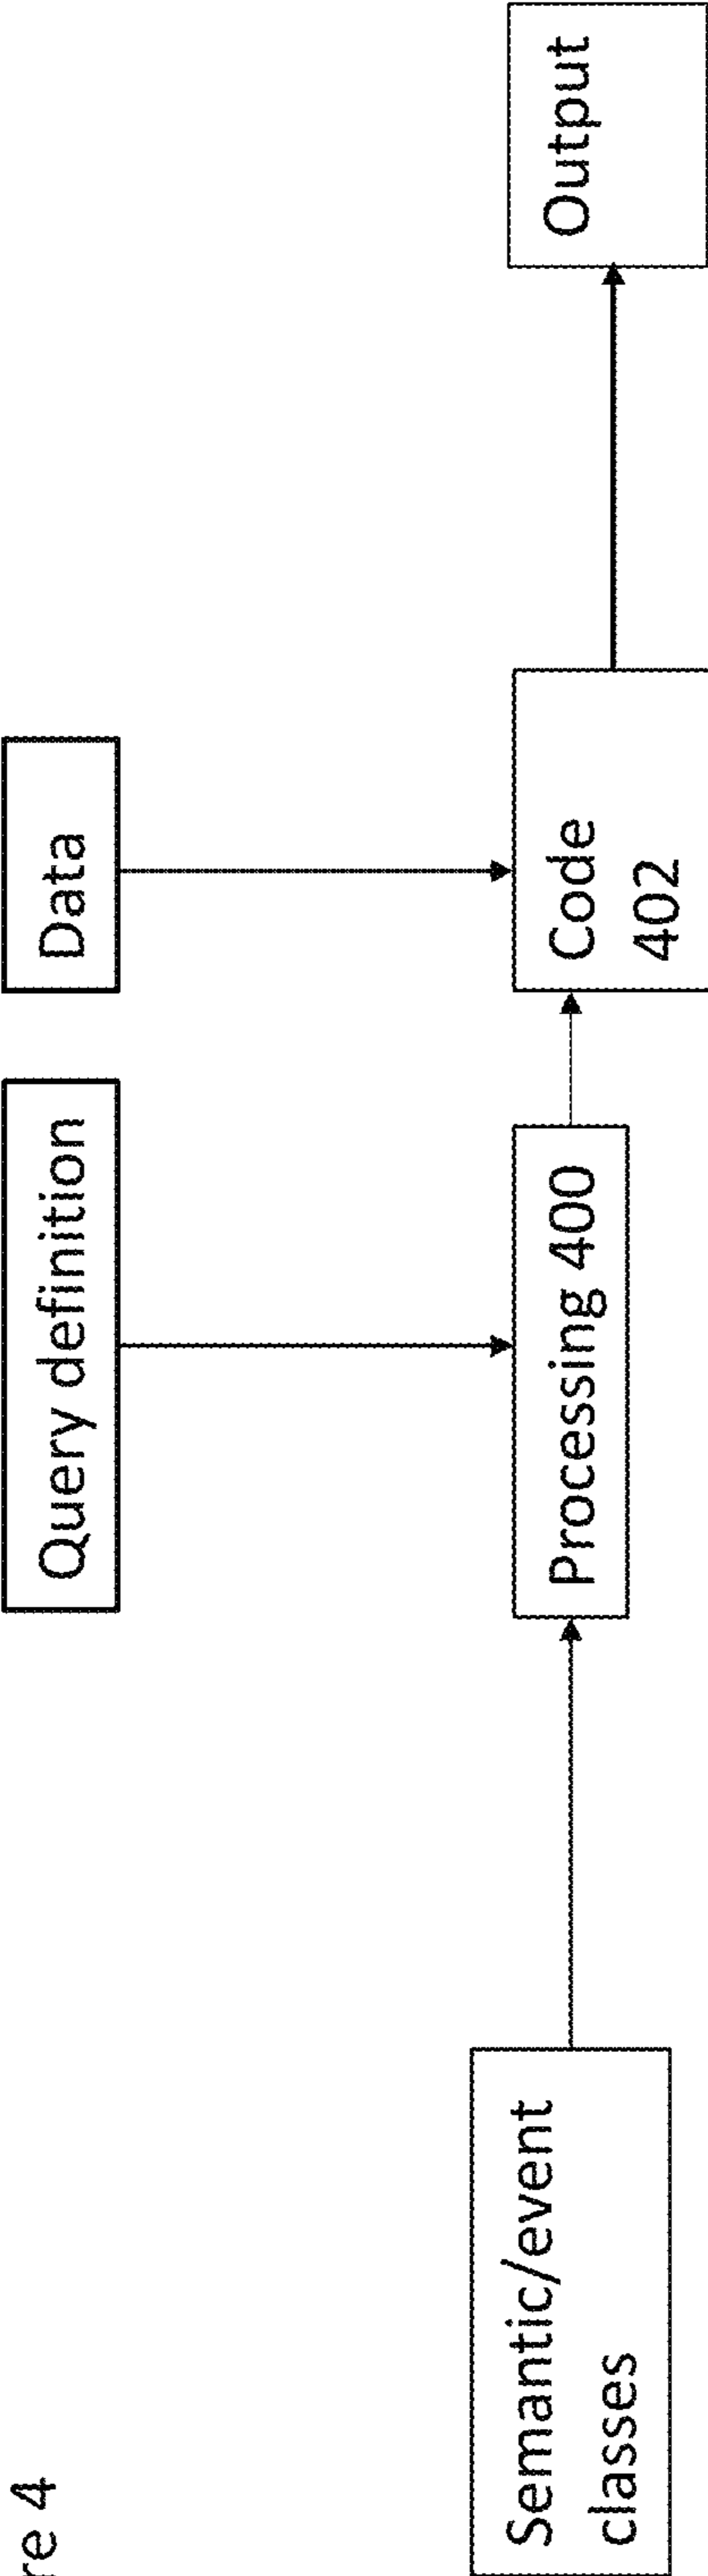 re 4
Query definition
Data
Semantic/event
classes
Processing 400
Code
402
Output